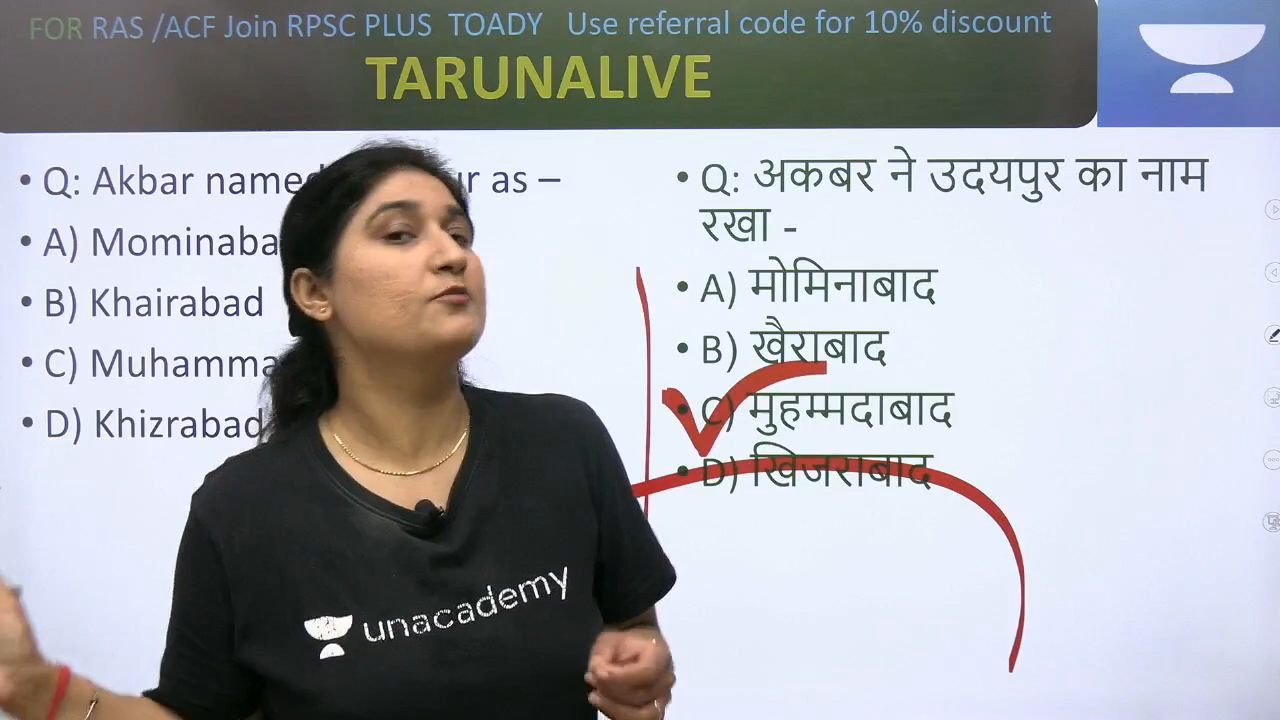 FOR RAS /ACF Join RPSC PLUS TOADY Use referral code for 10% discount
TARUNALIVE
• Q: Akbar named ur as –
• A) Mominaba
• B) Khairabad
• C) Muhamma
• D) Khizrabad
• Q: अकबर ने उदयपुर का नाम
रखा -
• A) मोमिनाबाद
• B) खैराबाद
• C) मुहम्मदाबाद
• D) खिजराबाद
unacademy